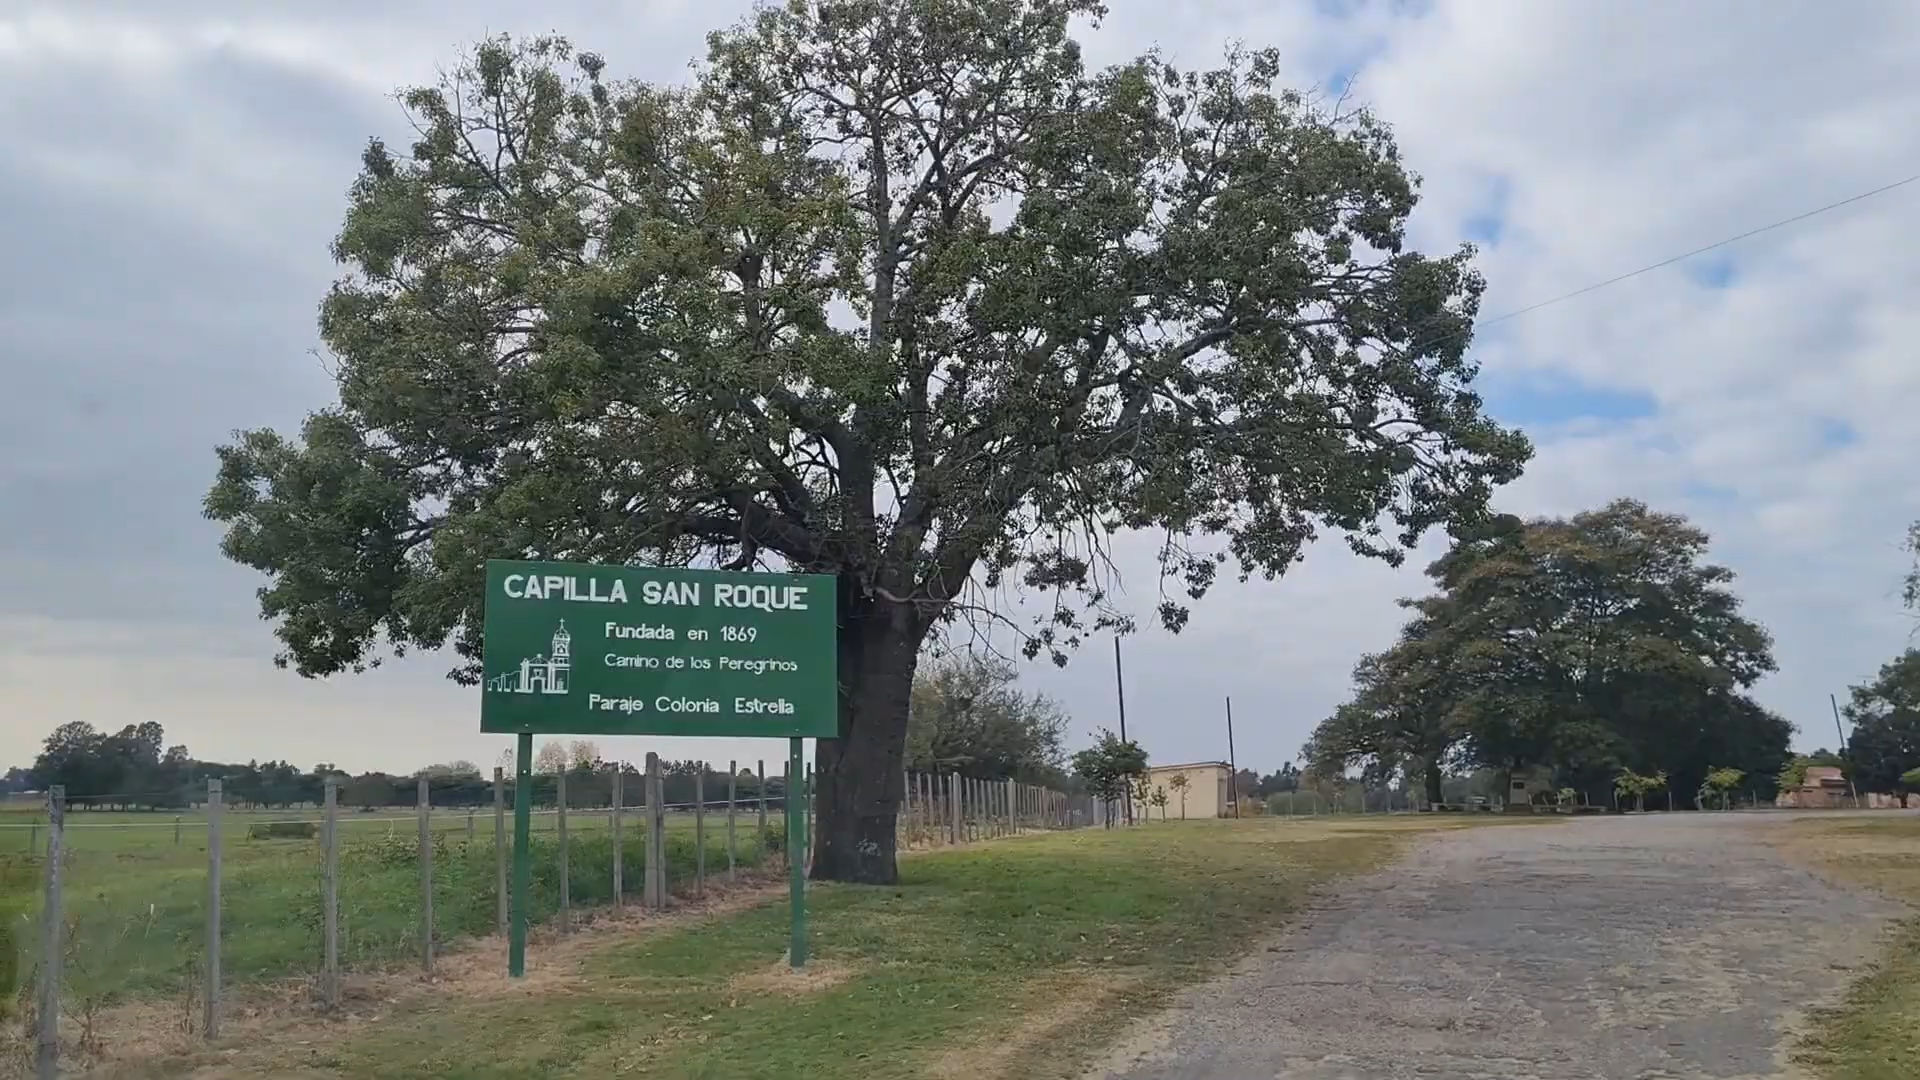 CAPILLA SAN ROQUE
Fundada en 1869
Camino de los Peregrinos
Paraje Colonia Estrella